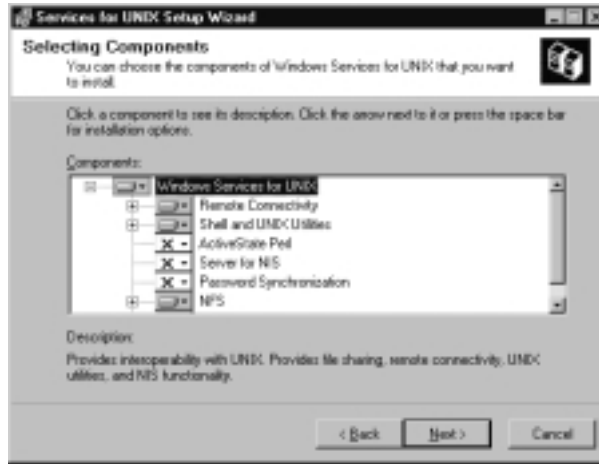 Services for UNIX Setup Wizard
Selecting Components
You can choose the components of Windows Services for UNIX that you want
to install.
Click a component to see its description. Click the arrow next to it or press the space bar
for installation options.
Components:
Windows Services for UNIX
Remote Connectivity
Shell and UNIX Utilities
ActiveState Perl
Server for NIS
Password Synchronization
NFS
Description:
Provides interoperability with UNIX. Provides file sharing, remote connectivity, UNIX
utilities, and NIS functionality.
< Back
Next >
Cancel